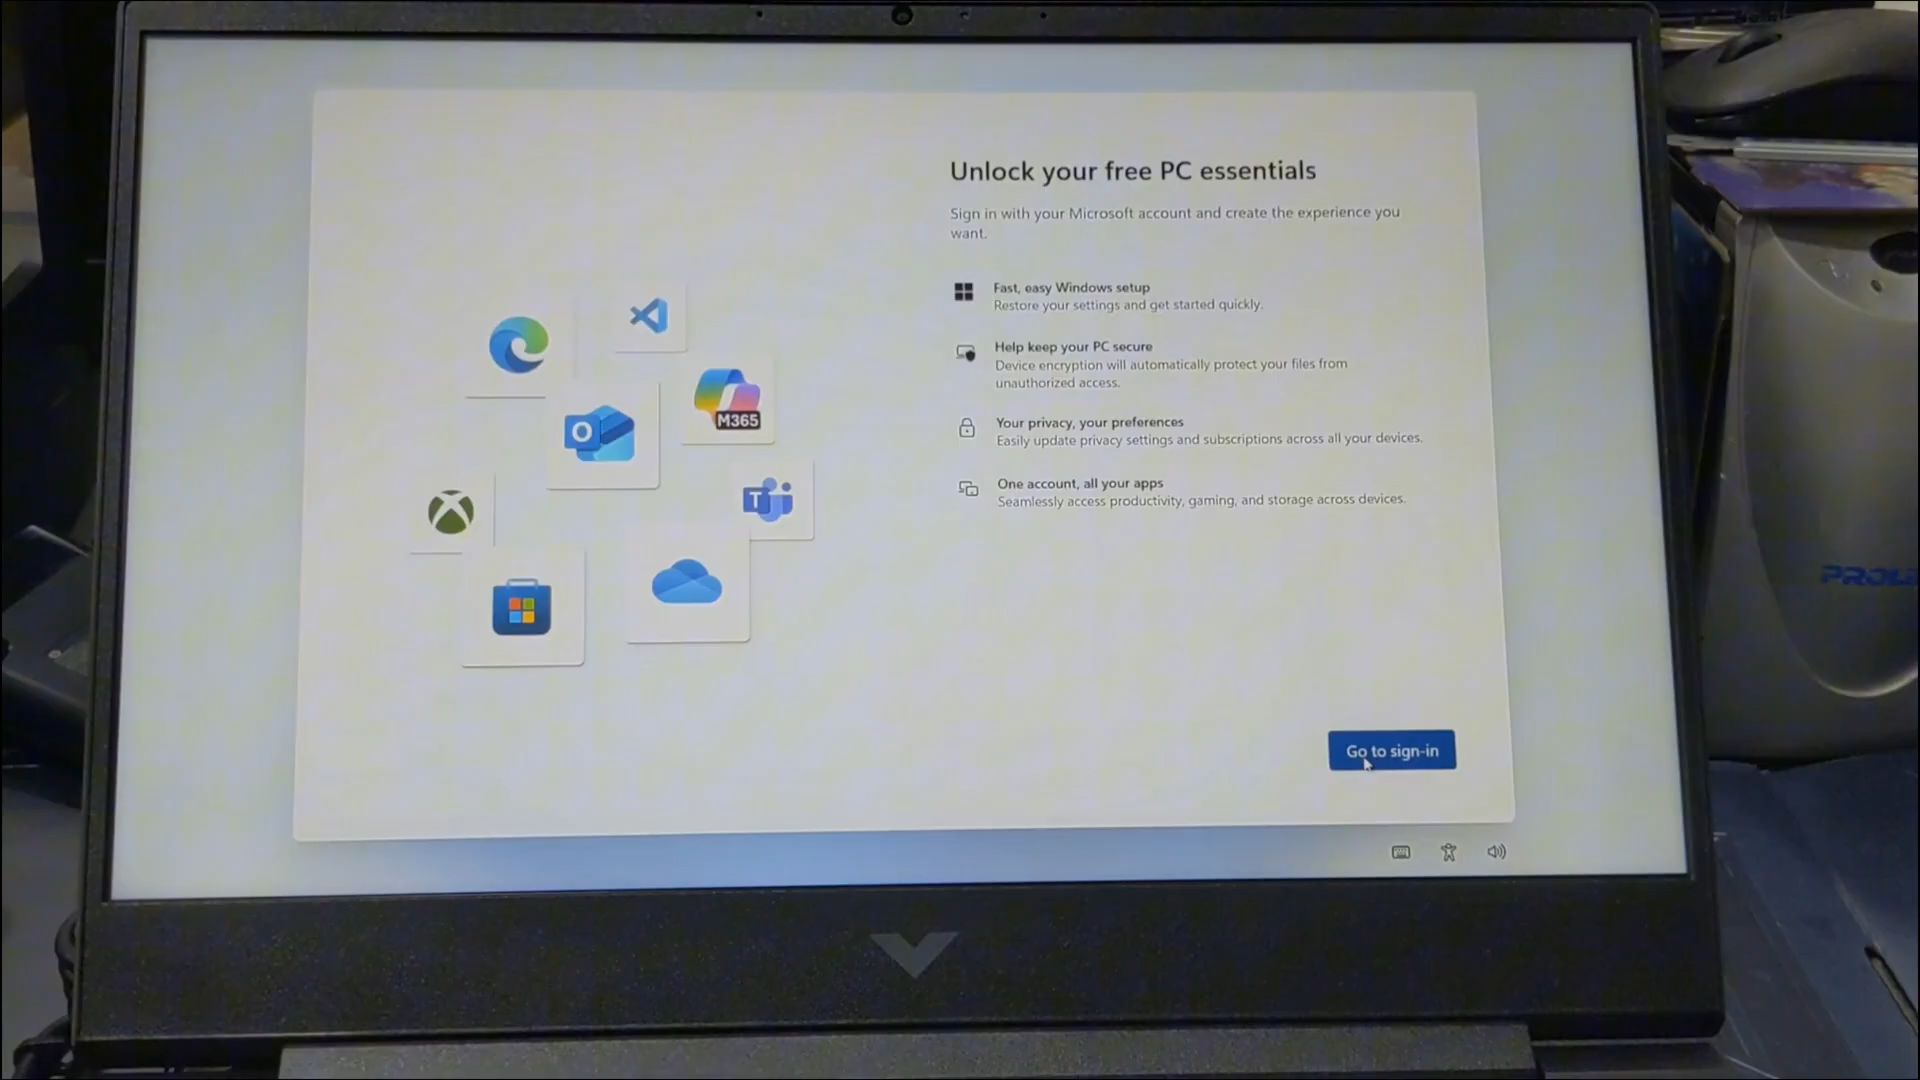 Unlock your free PC essentials
Sign in with your Microsoft account and create the experience you
want.
Fast, easy Windows setup
Restore your settings and get started quickly.
Help keep your PC secure
Device encryption will automatically protect your files from
unauthorized access.
Your privacy, your preferences
Easily update privacy settings and subscriptions across all your devices.
One account, all your apps
Seamlessly access productivity, gaming, and storage across devices.
M365
O
T
Go to sign-in